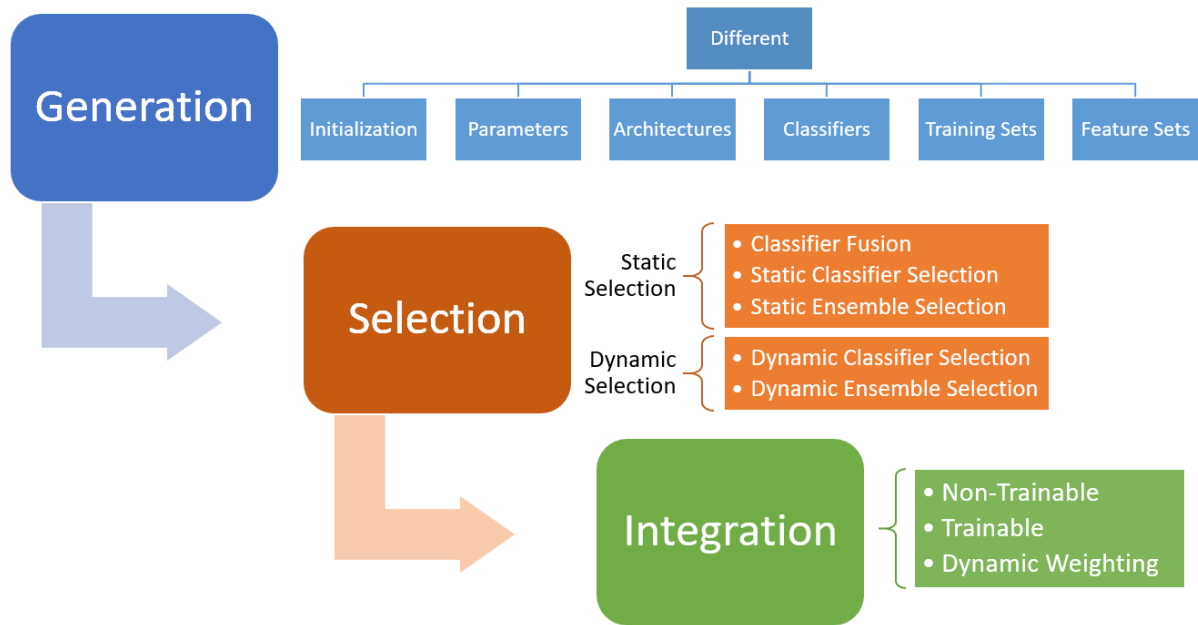 Generation
Different
Initialization
Parameters
Architectures
Classifiers
Training Sets
Feature Sets
Selection
Static
Selection
• Classifier Fusion
• Static Classifier Selection
• Static Ensemble Selection
Dynamic
Selection
• Dynamic Classifier Selection
• Dynamic Ensemble Selection
Integration
• Non-Trainable
• Trainable
• Dynamic Weighting